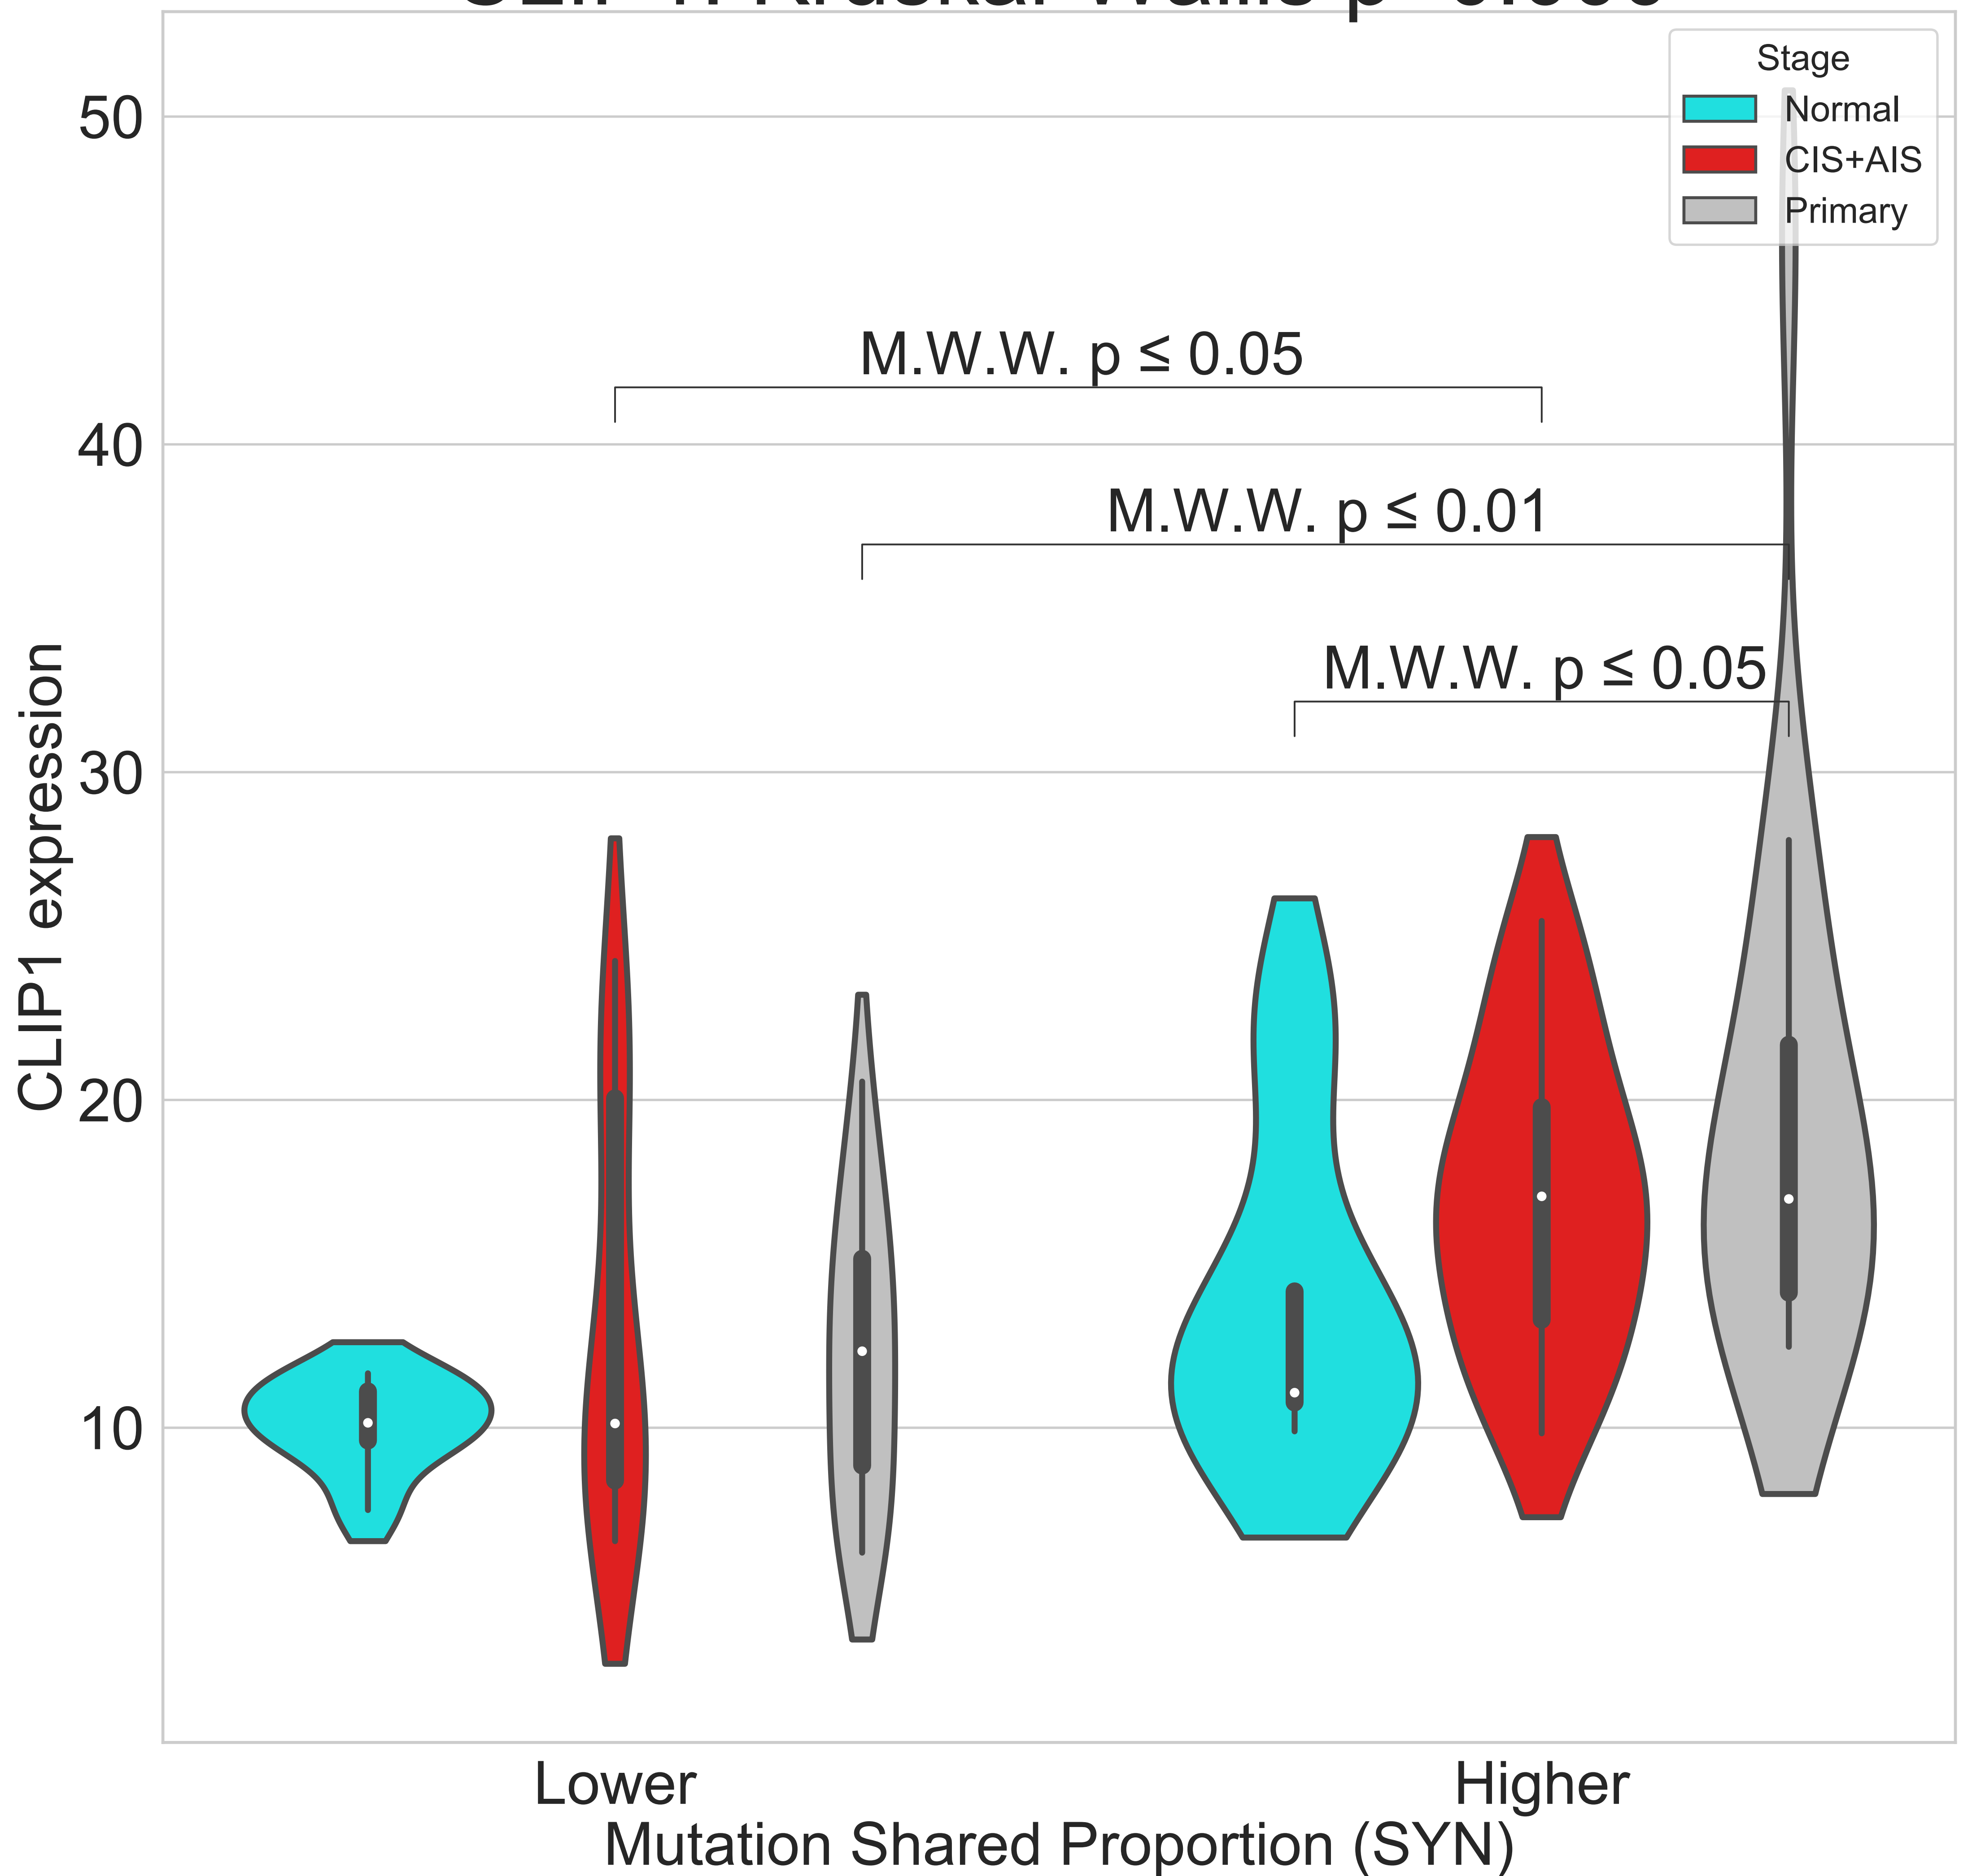 Stage
Normal
CIS+AIS
Primary
50
40
30
20
10
CLIP1 expression
M.W.W. p ≤ 0.05
M.W.W. p ≤ 0.01
M.W.W. p ≤ 0.05
Lower
Higher
Mutation Shared Proportion (SYN)